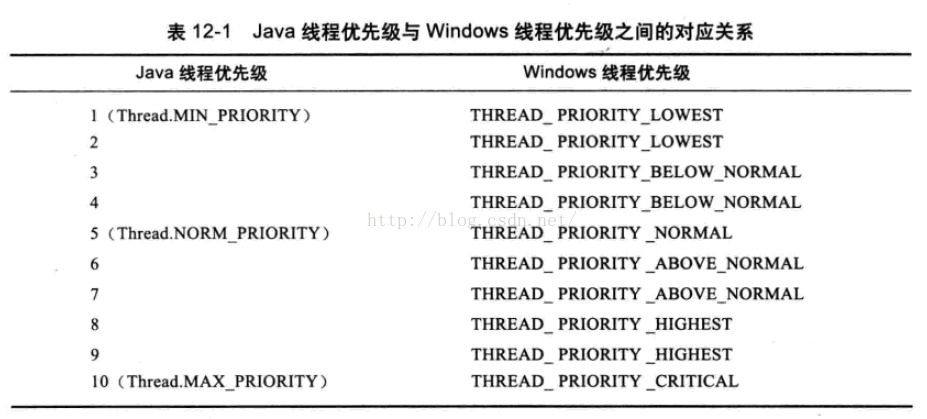 表 12-1 Java 线程优先级与 Windows 线程优先级之间的对应关系
Java 线程优先级 Windows 线程优先级
1（Thread.MIN_PRIORITY） THREAD_ PRIORITY_LOWEST
2 THREAD_ PRIORITY_LOWEST
3 THREAD_ PRIORITY_BELOW_NORMAL
4 THREAD_ PRIORITY_BELOW_NORMAL
http://blog.csdn.net/
5（Thread.NORM_PRIORITY） THREAD_ PRIORITY _NORMAL
6 THREAD_ PRIORITY _ABOVE_NORMAL
7 THREAD_ PRIORITY _ABOVE_NORMAL
8 THREAD_ PRIORITY _HIGHEST
9 THREAD_ PRIORITY _HIGHEST
10（Thread.MAX_PRIORITY） THREAD_ PRIORITY _CRITICAL